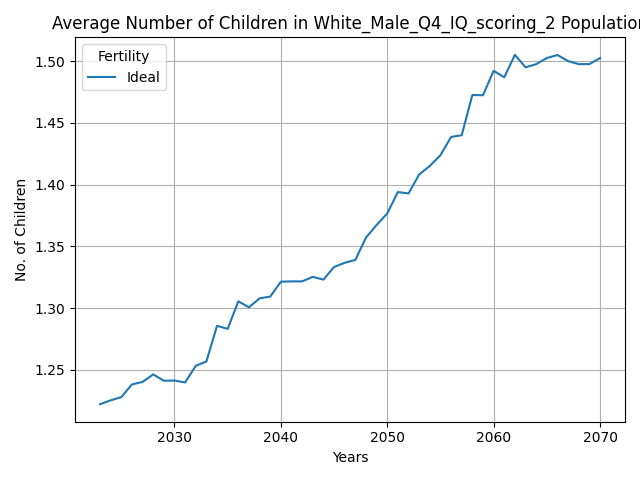 Average Number of Children in White_Male_Q4_IQ_scoring_2 Population
Fertility
Ideal
1.50
1.45
1.40
1.35
1.30
1.25
No. of Children
2030 2040 2050 2060 2070
Years